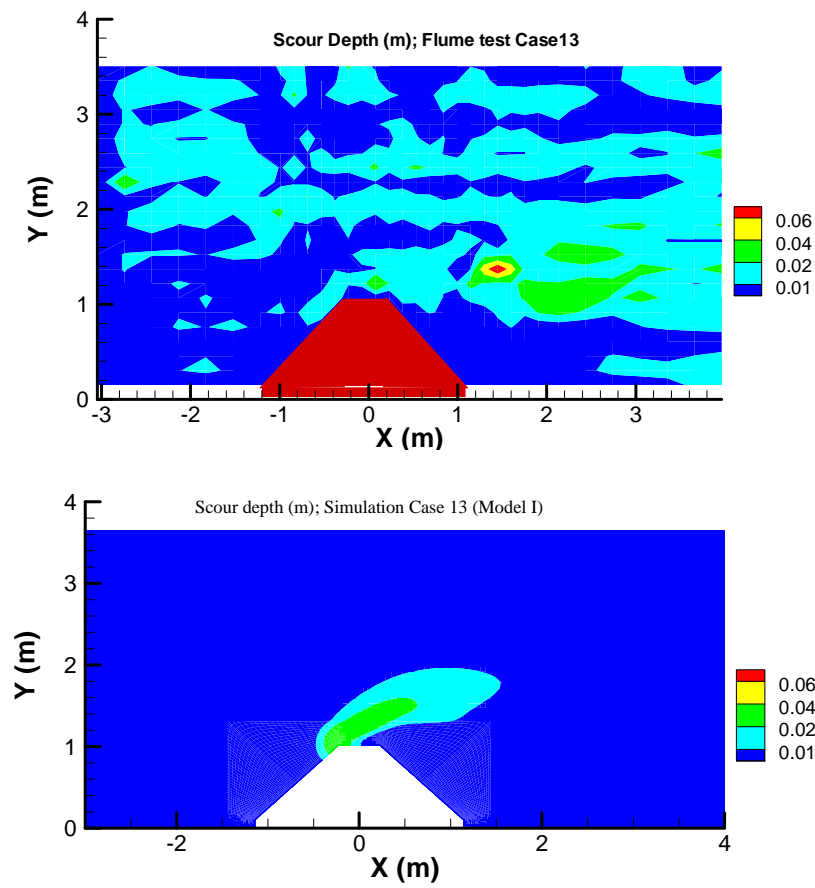 Scour Depth (m); Flume test Case13
4
3
2
1
0
Y (m)
-3 -2 -1 0 1 2 3
X (m)
0.06
0.04
0.02
0.01
Scour depth (m); Simulation Case 13 (Model I)
4
3
2
1
0
Y (m)
-2 0 2 4
X (m)
0.06
0.04
0.02
0.01